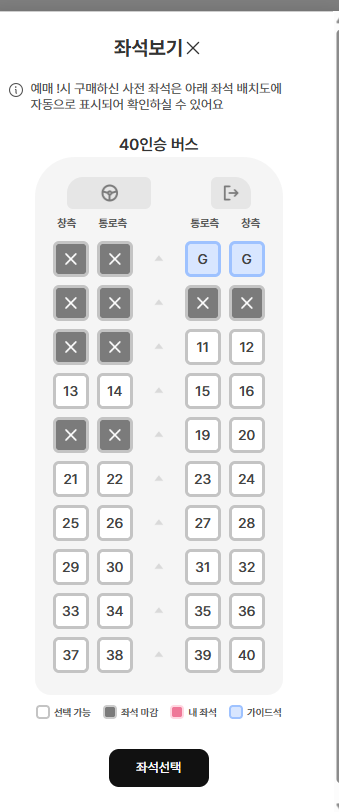 좌석보기
예매 !시 구매하신 사전 좌석은 아래 좌석 배치도에
자동으로 표시되어 확인하실 수 있어요
40인승 버스
창측 통로측 통로측 창측
G G
11 12
13 14 15 16
19 20
21 22 23 24
25 26 27 28
29 30 31 32
33 34 35 36
37 38 39 40
선택 가능 좌석 마감 내 좌석 가이드석
좌석선택